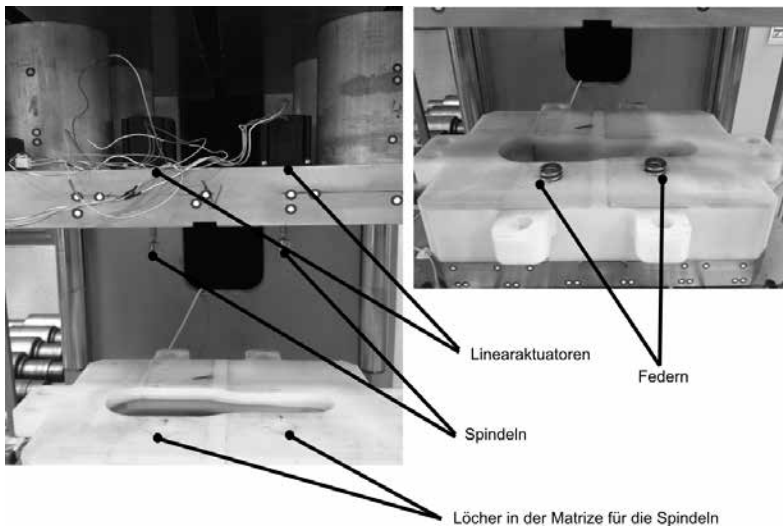 Linearaktuatoren
Federn
Spindeln
Löcher in der Matrize für die Spindeln